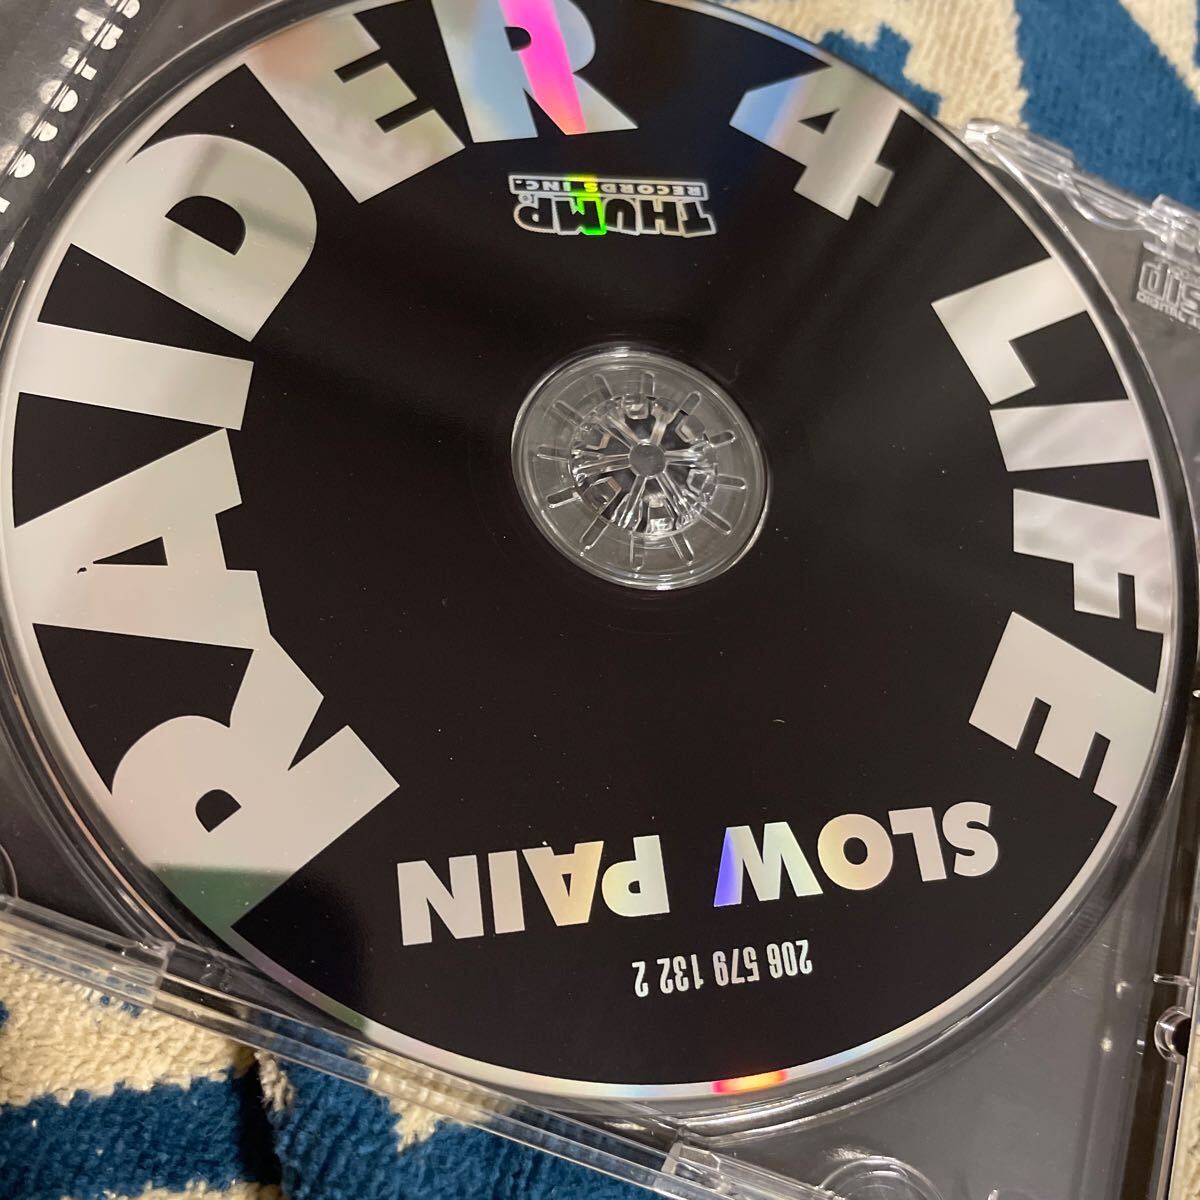 RAIDER 4 LIFE
THUMP
RECORDS INC.
SLOW PAIN
206 579 132 2